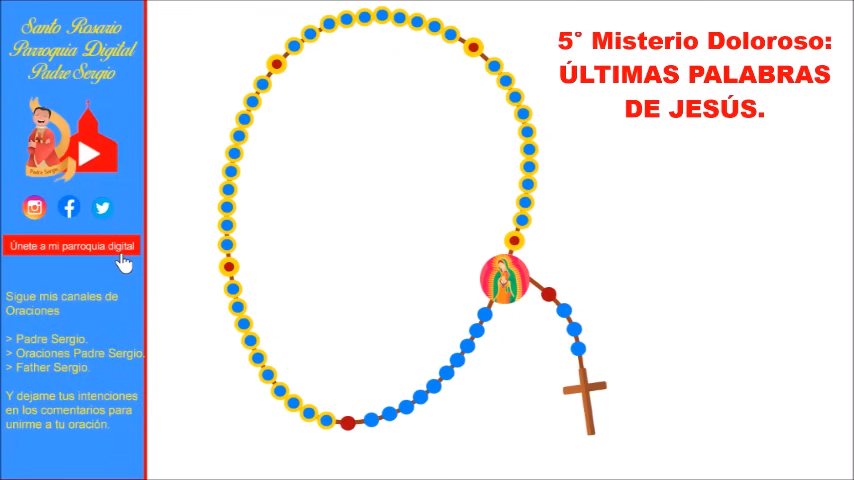 Santo Rosario
Parroquia Digital
Padre Sergio
Padre Sergio
Únete a mi parroquia digital
Sigue mis canales de
Oraciones
> Padre Sergio.
> Oraciones Padre Sergio.
> Father Sergio.
Y dejame tus intenciones
en los comentarios para
unirme a tu oración.
5° Misterio Doloroso:
ÚLTIMAS PALABRAS
DE JESÚS.